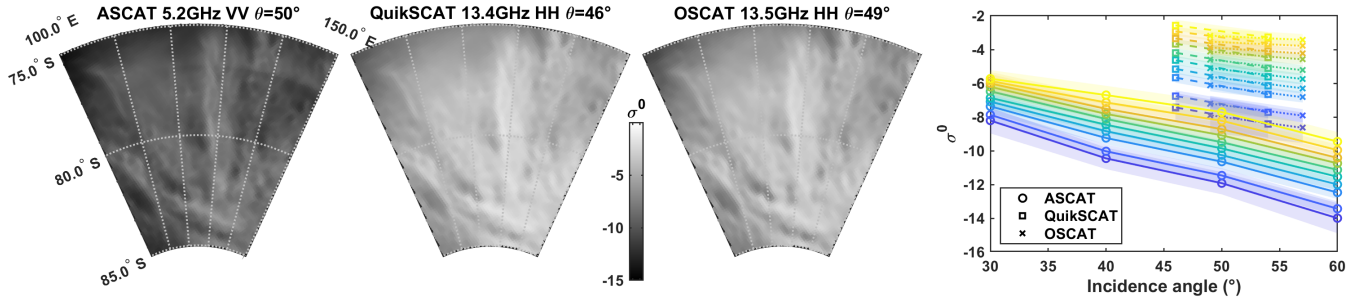 ASCAT 5.2GHz VV θ=50°
QuikSCAT 13.4GHz HH θ=46°
OSCAT 13.5GHz HH θ=49°
100.0° E
75.0° S
80.0° S
85.0° S
150.0° E
σ⁰
-5
-10
-15
-2
-4
-6
-8
-10
-12
-14
-16
σ⁰
ASCAT
QuikSCAT
OSCAT
30 35 40 45 50 55 60
Incidence angle (°)